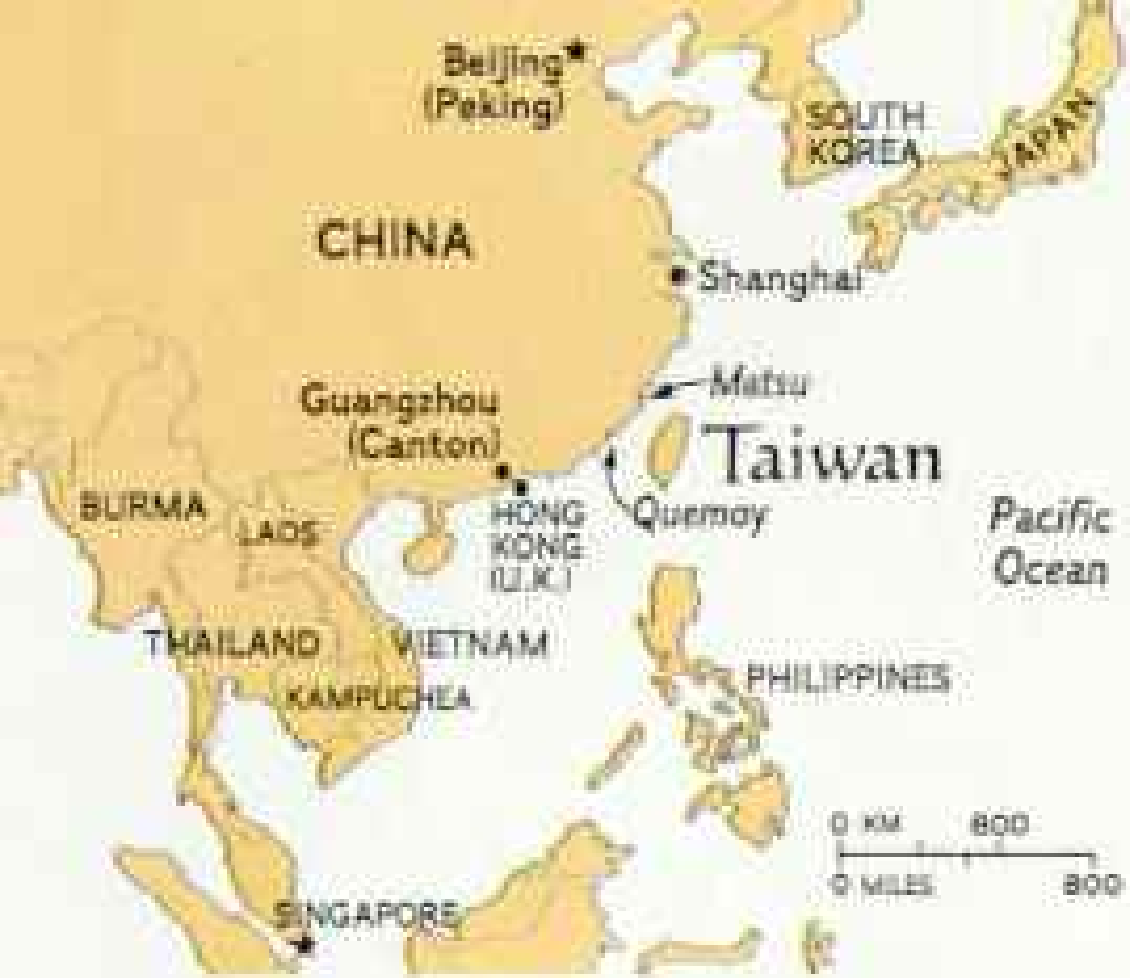 Beijing
(Peking)
SOUTH
KOREA
JAPAN
CHINA
Shanghai
Matsu
Guangzhou
(Canton)
Taiwan
Quemoy
HONG
KONG
(U.K.)
Pacific
Ocean
BURMA
LAOS
THAILAND
VIETNAM
KAMPUCHEA
PHILIPPINES
0 KM 800
0 MILES 800
SINGAPORE